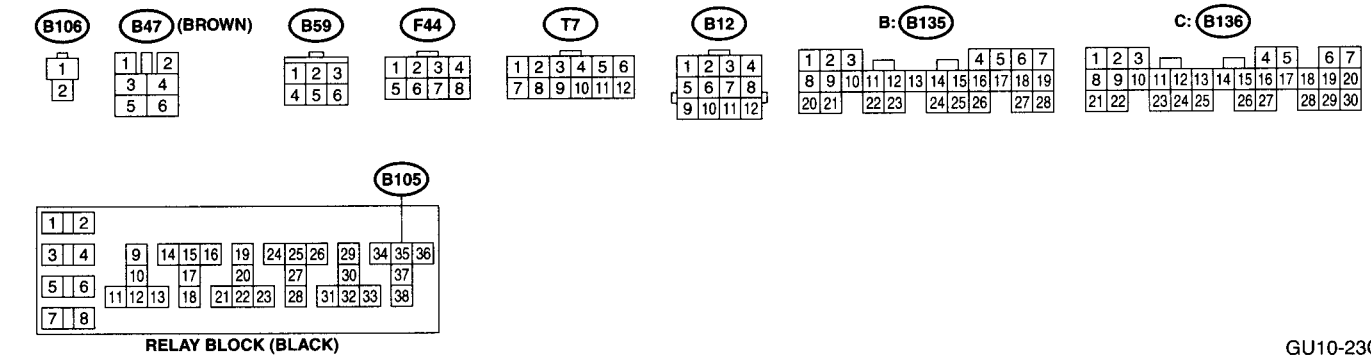 B106 B47 (BROWN) B59 F44 T7 B12 B: B135 C: B136
1 1 2 1 2 3 1 2 3 4 1 2 3 4 5 6 1 2 3 4 1 2 3 4 5 6 7 1 2 3 4 5 6 7
2 3 4 4 5 6 5 6 7 8 7 8 9 10 11 12 5 6 7 8 8 9 10 11 12 13 14 15 16 17 18 19 8 9 10 11 12 13 14 15 16 17 18 19 20
5 6 9 10 11 12 20 21 22 23 24 25 26 27 28 21 22 23 24 25 26 27 28 29 30
B105
1 2
3 4 9 14 15 16 19 24 25 26 29 34 35 36
10 17 20 27 30 37
5 6 11 12 13 18 21 22 23 28 31 32 33 38
7 8
RELAY BLOCK (BLACK)